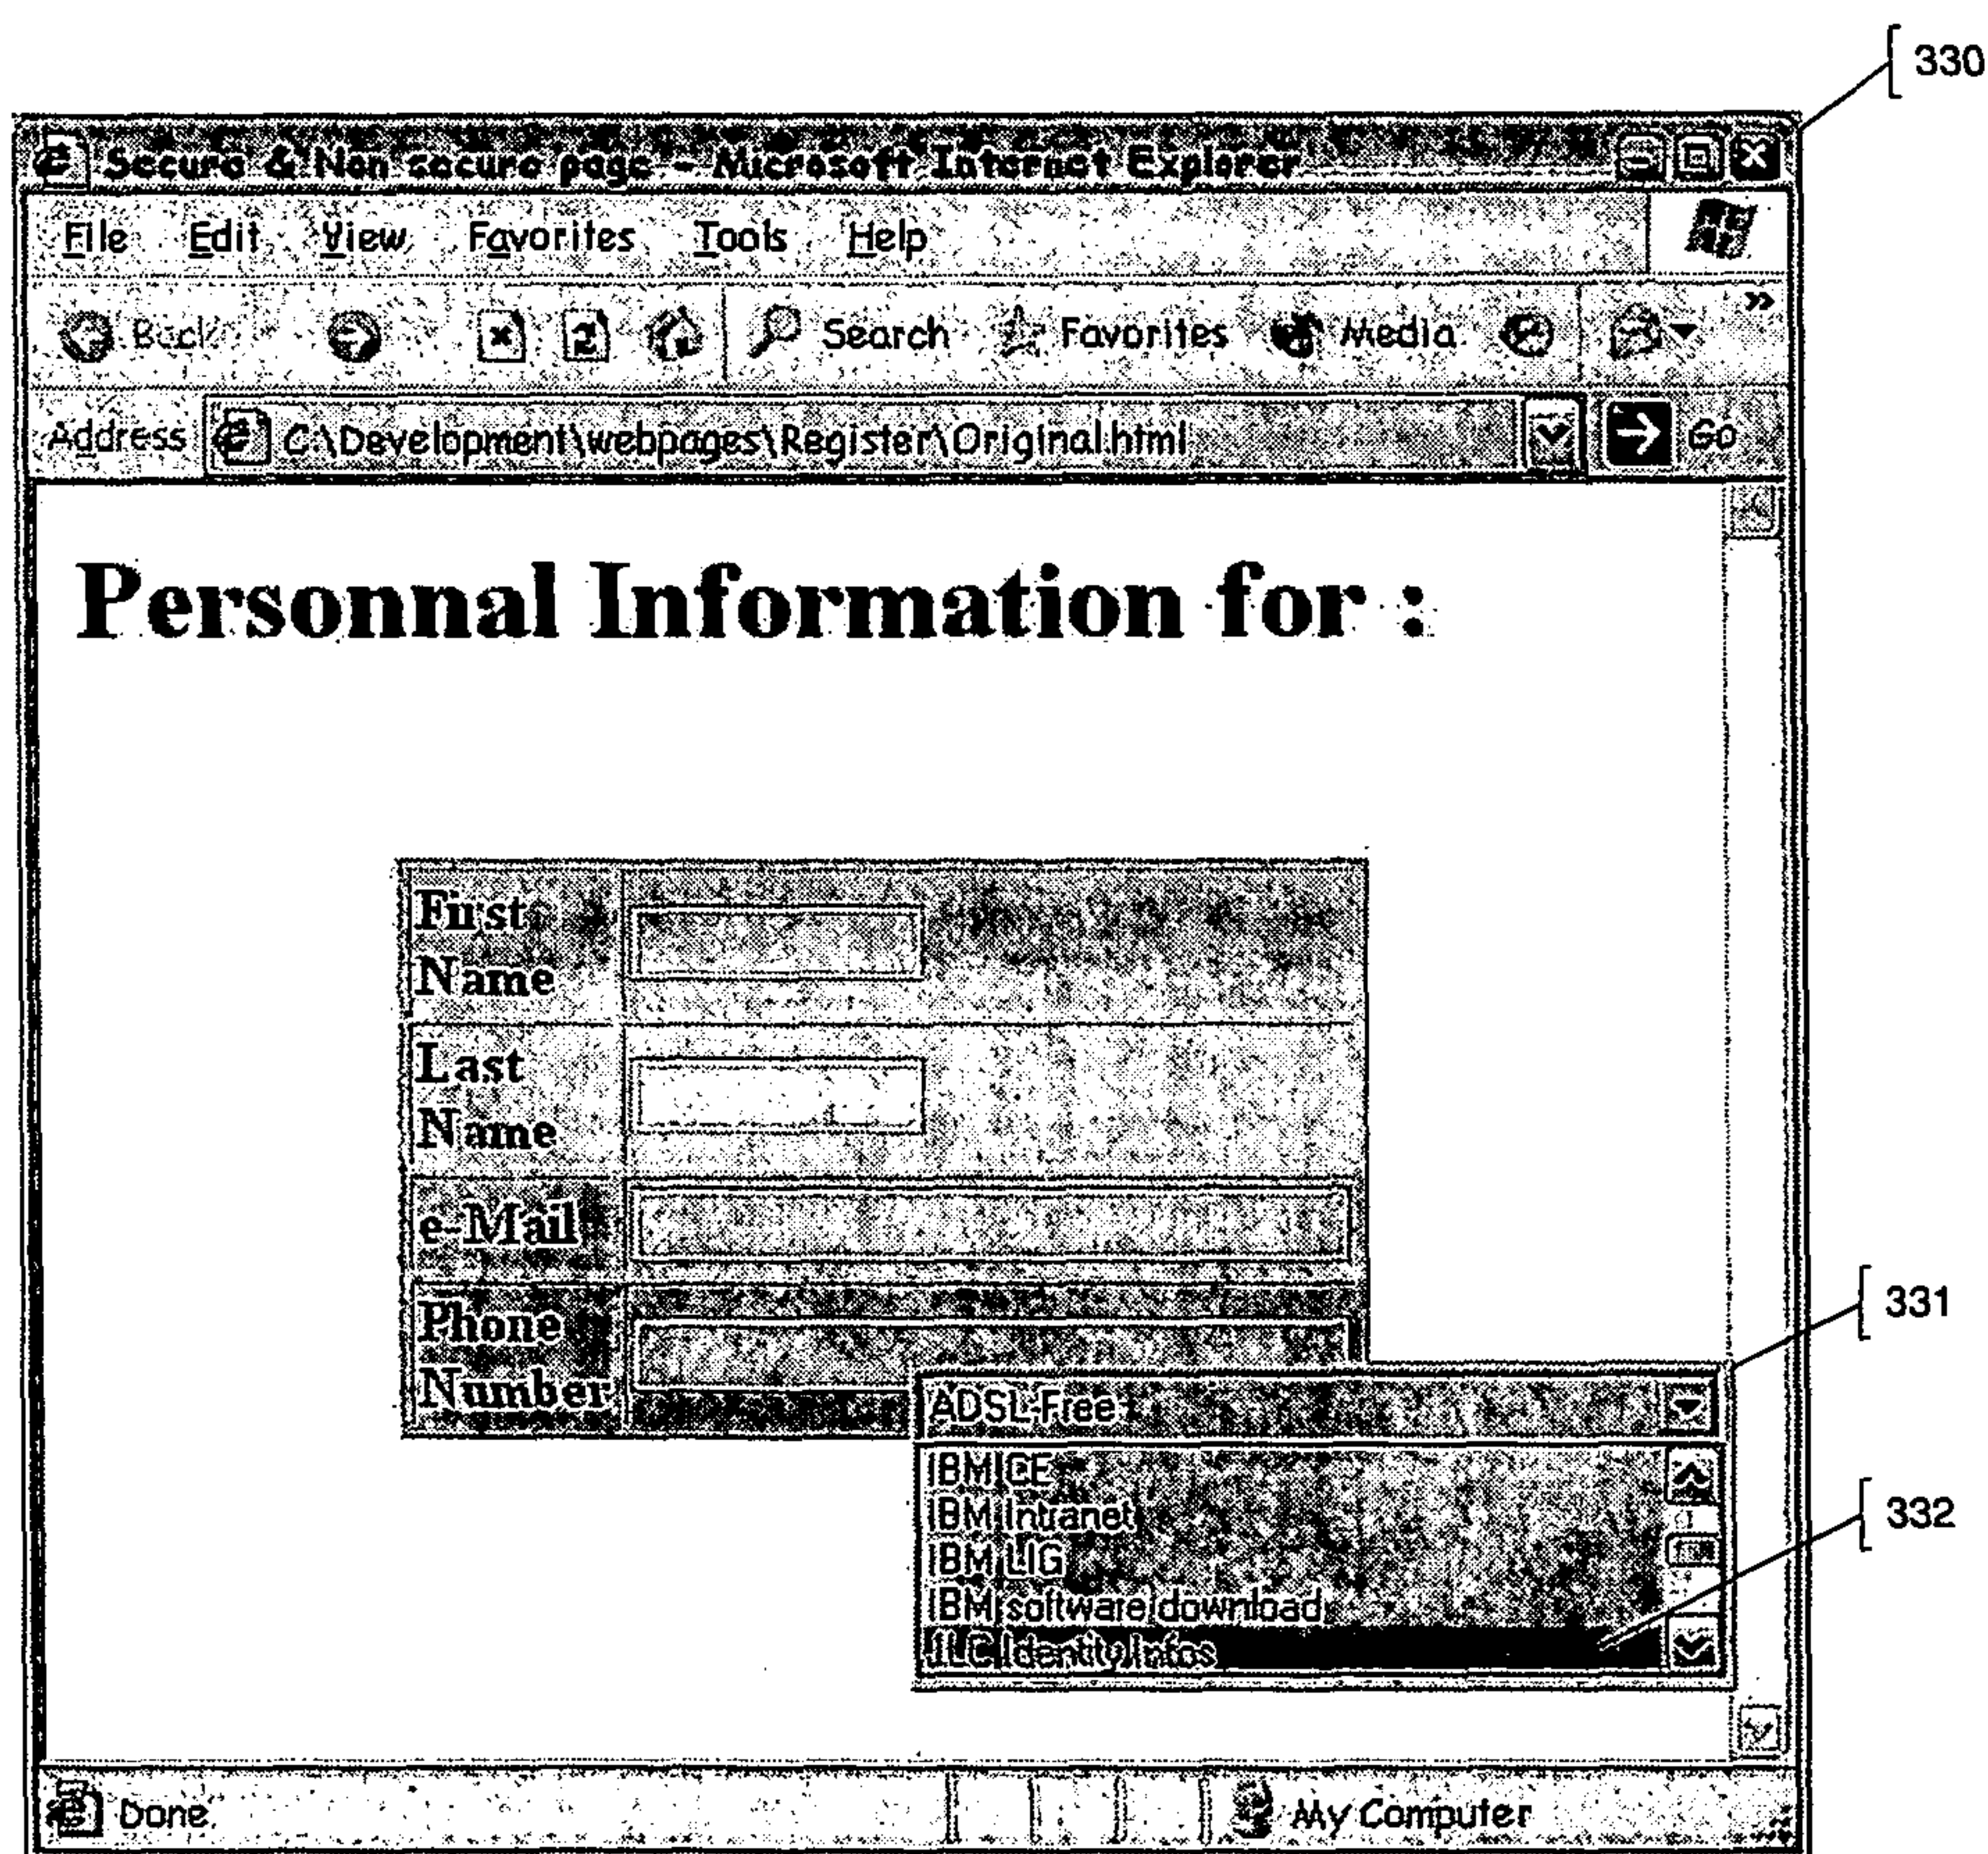 330
Secure & Non secure page - Microsoft Internet Explorer
File Edit View Favorites Tools Help
Back Search Favorites Media »
Address C:\Development\webpages\Register\Original.html Go
Personnal Information for :
First Name
Last Name
e-Mail
Phone Number
331
ADSL-Free
IBM CE
IBM Intranet
IBM LIG
332
IBM software download
JLC Identity Infos
Done
My Computer